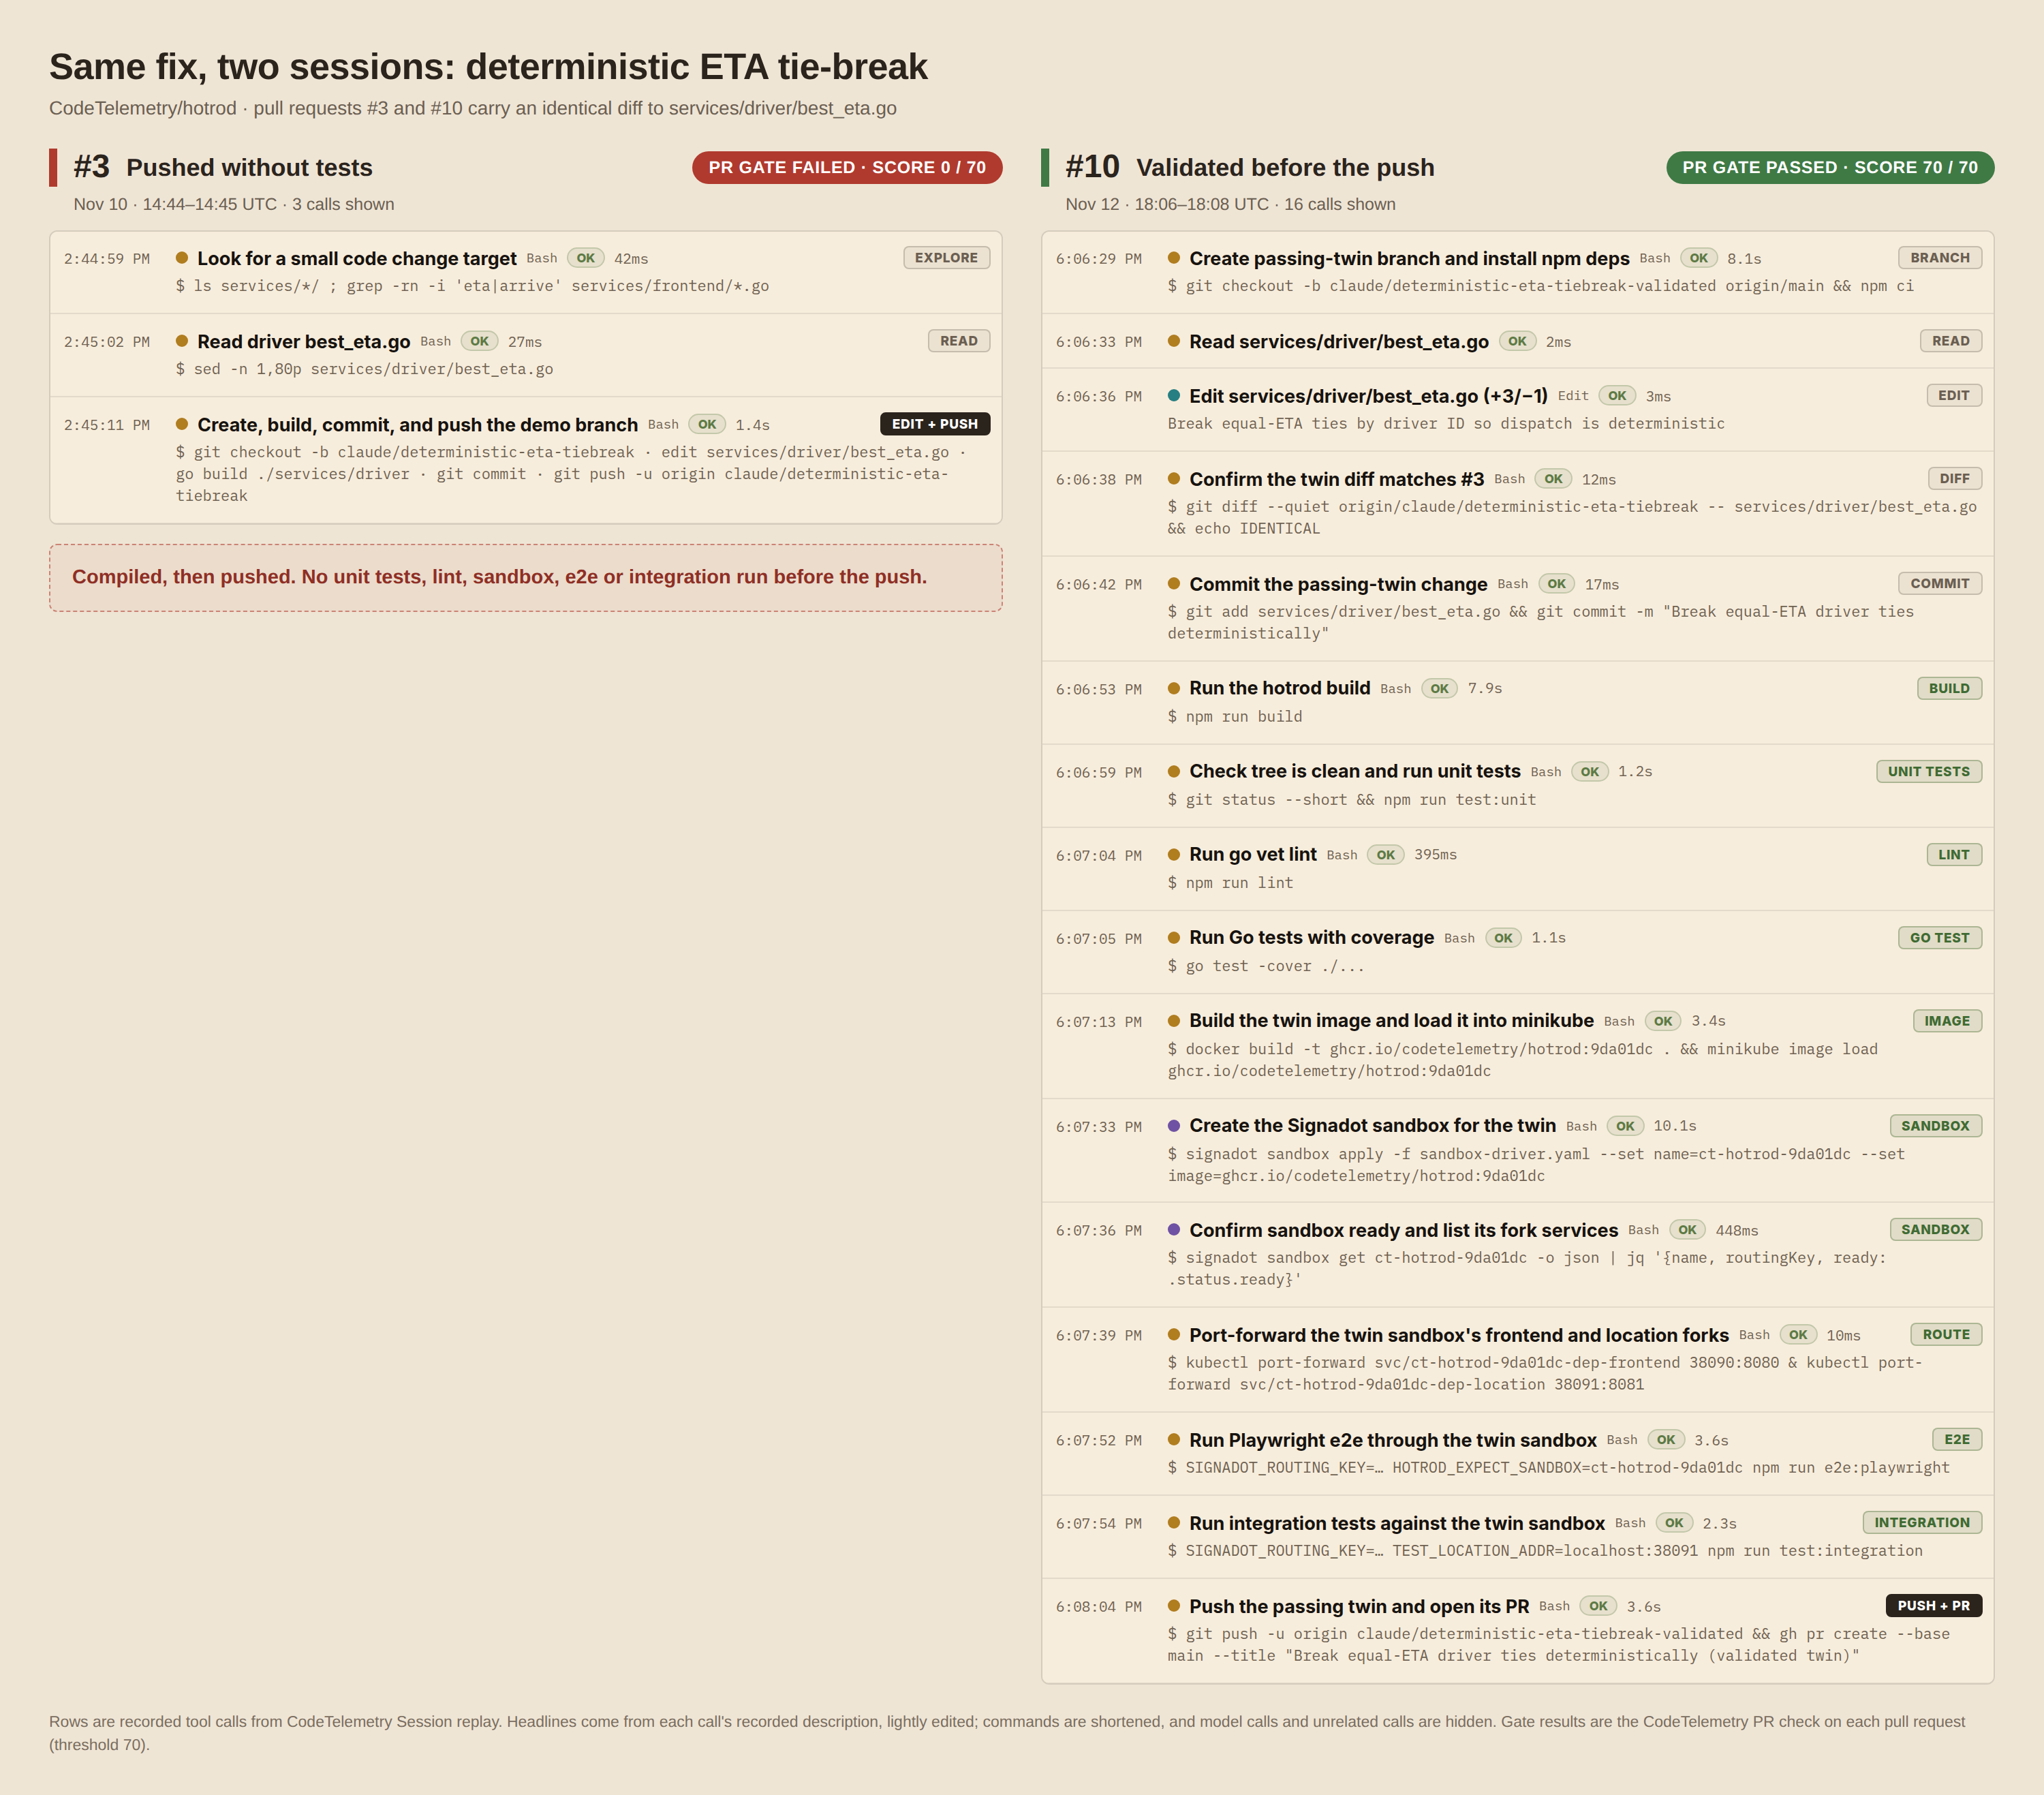 Same fix, two sessions: deterministic ETA tie-break
CodeTelemetry/hotrod · pull requests #3 and #10 carry an identical diff to services/driver/best_eta.go
#3 Pushed without tests PR GATE FAILED · SCORE 0 / 70
Nov 10 · 14:44–14:45 UTC · 3 calls shown
2:44:59 PM Look for a small code change target Bash OK 42ms EXPLORE
$ ls services/*/ ; grep -rn -i 'eta|arrive' services/frontend/*.go
2:45:02 PM Read driver best_eta.go Bash OK 27ms READ
$ sed -n 1,80p services/driver/best_eta.go
2:45:11 PM Create, build, commit, and push the demo branch Bash OK 1.4s EDIT + PUSH
$ git checkout -b claude/deterministic-eta-tiebreak · edit services/driver/best_eta.go ·
go build ./services/driver · git commit · git push -u origin claude/deterministic-eta-
tiebreak
Compiled, then pushed. No unit tests, lint, sandbox, e2e or integration run before the push.
#10 Validated before the push PR GATE PASSED · SCORE 70 / 70
Nov 12 · 18:06–18:08 UTC · 16 calls shown
6:06:29 PM Create passing-twin branch and install npm deps Bash OK 8.1s BRANCH
$ git checkout -b claude/deterministic-eta-tiebreak-validated origin/main && npm ci
6:06:33 PM Read services/driver/best_eta.go OK 2ms READ
6:06:36 PM Edit services/driver/best_eta.go (+3/−1) Edit OK 3ms EDIT
Break equal-ETA ties by driver ID so dispatch is deterministic
6:06:38 PM Confirm the twin diff matches #3 Bash OK 12ms DIFF
$ git diff --quiet origin/claude/deterministic-eta-tiebreak -- services/driver/best_eta.go
&& echo IDENTICAL
6:06:42 PM Commit the passing-twin change Bash OK 17ms COMMIT
$ git add services/driver/best_eta.go && git commit -m "Break equal-ETA driver ties
deterministically"
6:06:53 PM Run the hotrod build Bash OK 7.9s BUILD
$ npm run build
6:06:59 PM Check tree is clean and run unit tests Bash OK 1.2s UNIT TESTS
$ git status --short && npm run test:unit
6:07:04 PM Run go vet lint Bash OK 395ms LINT
$ npm run lint
6:07:05 PM Run Go tests with coverage Bash OK 1.1s GO TEST
$ go test -cover ./...
6:07:13 PM Build the twin image and load it into minikube Bash OK 3.4s IMAGE
$ docker build -t ghcr.io/codetelemetry/hotrod:9da01dc . && minikube image load
ghcr.io/codetelemetry/hotrod:9da01dc
6:07:33 PM Create the Signadot sandbox for the twin Bash OK 10.1s SANDBOX
$ signadot sandbox apply -f sandbox-driver.yaml --set name=ct-hotrod-9da01dc --set
image=ghcr.io/codetelemetry/hotrod:9da01dc
6:07:36 PM Confirm sandbox ready and list its fork services Bash OK 448ms SANDBOX
$ signadot sandbox get ct-hotrod-9da01dc -o json | jq '{name, routingKey, ready:
.status.ready}'
6:07:39 PM Port-forward the twin sandbox's frontend and location forks Bash OK 10ms ROUTE
$ kubectl port-forward svc/ct-hotrod-9da01dc-dep-frontend 38090:8080 & kubectl port-
forward svc/ct-hotrod-9da01dc-dep-location 38091:8081
6:07:52 PM Run Playwright e2e through the twin sandbox Bash OK 3.6s E2E
$ SIGNADOT_ROUTING_KEY=… HOTROD_EXPECT_SANDBOX=ct-hotrod-9da01dc npm run e2e:playwright
6:07:54 PM Run integration tests against the twin sandbox Bash OK 2.3s INTEGRATION
$ SIGNADOT_ROUTING_KEY=… TEST_LOCATION_ADDR=localhost:38091 npm run test:integration
6:08:04 PM Push the passing twin and open its PR Bash OK 3.6s PUSH + PR
$ git push -u origin claude/deterministic-eta-tiebreak-validated && gh pr create --base
main --title "Break equal-ETA driver ties deterministically (validated twin)"
Rows are recorded tool calls from CodeTelemetry Session replay. Headlines come from each call's recorded description, lightly edited; commands are shortened, and model calls and unrelated calls are hidden. Gate results are the CodeTelemetry PR check on each pull request
(threshold 70).